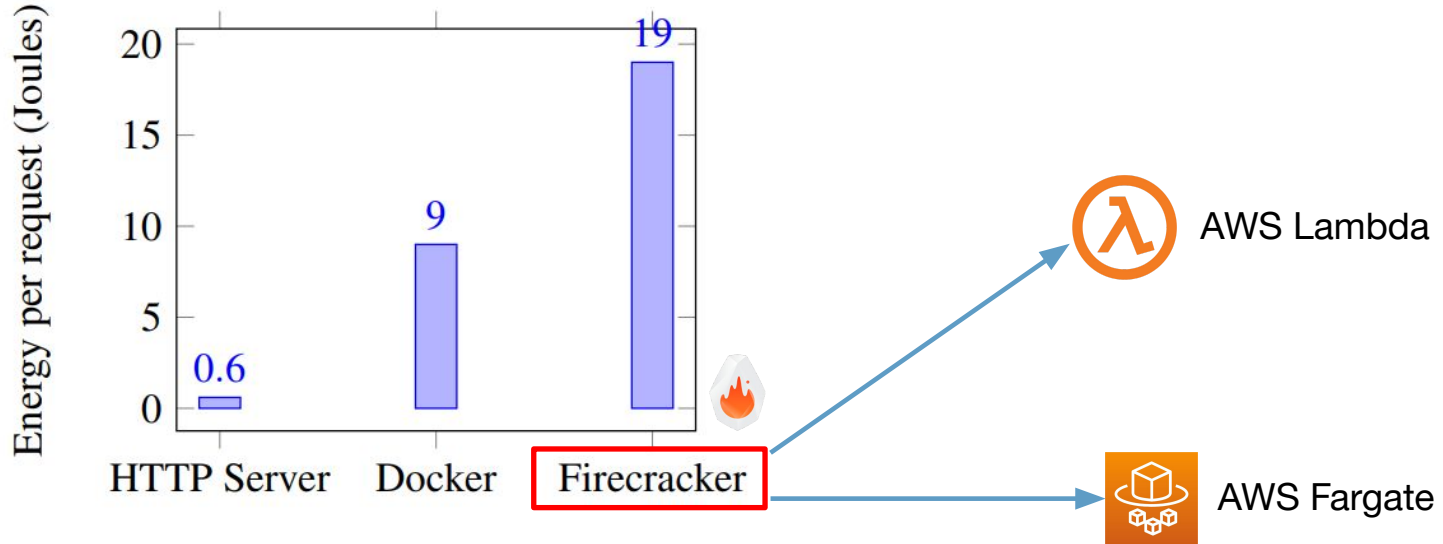 Energy per request (Joules)
20
15
10
5
0
0.6
9
19
HTTP Server
Docker
Firecracker
λ
AWS Lambda
AWS Fargate